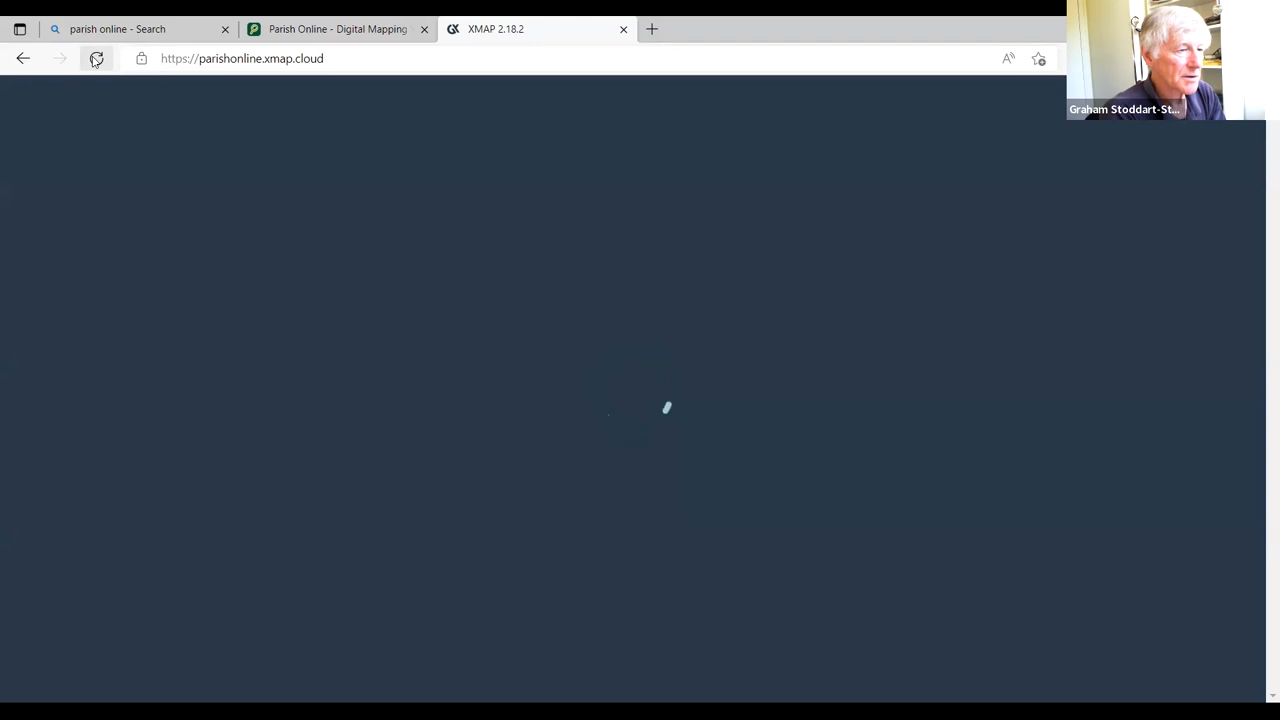 parish online - Search
Parish Online - Digital Mapping
XMAP 2.18.2
https://parishonline.xmap.cloud
Graham Stoddart-St...